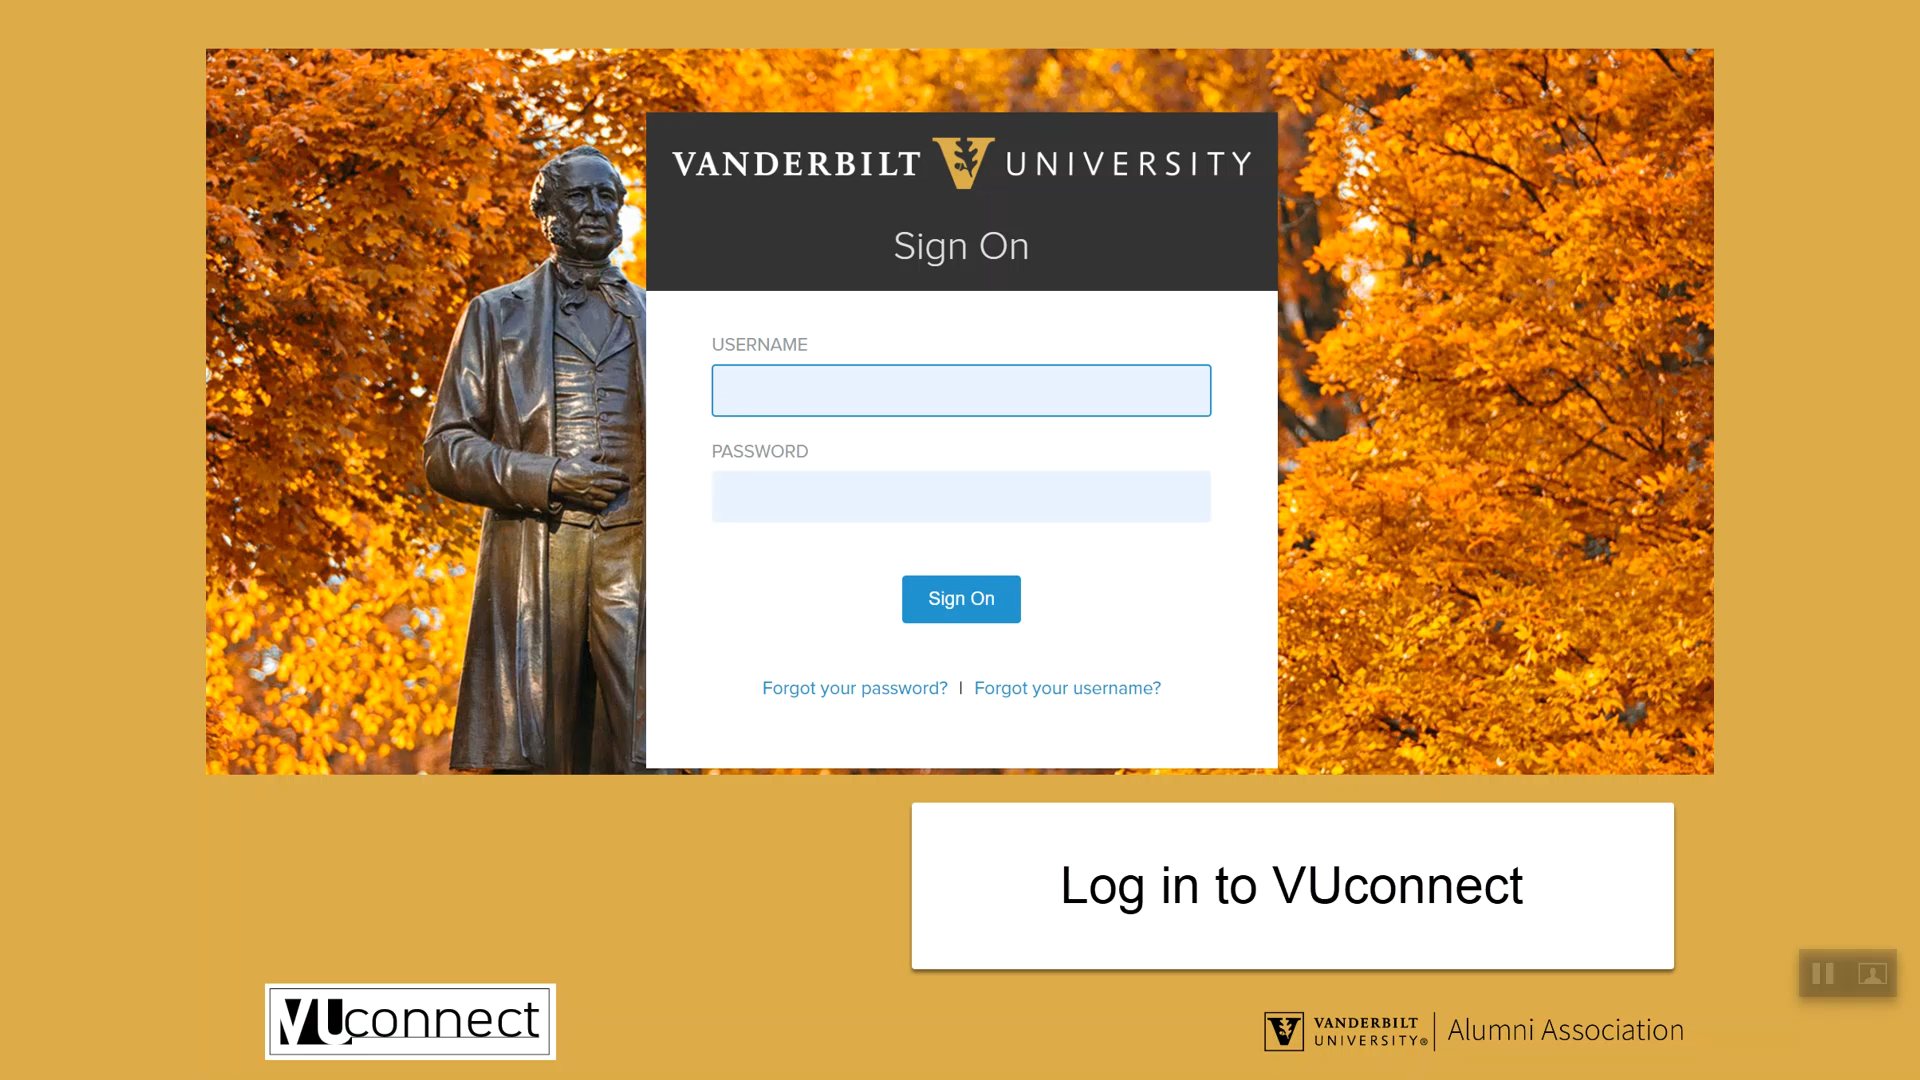 VANDERBILT V UNIVERSITY
Sign On
USERNAME
PASSWORD
Sign On
Forgot your password? | Forgot your username?
Log in to VUconnect
VUconnect
V VANDERBILT UNIVERSITY® | Alumni Association